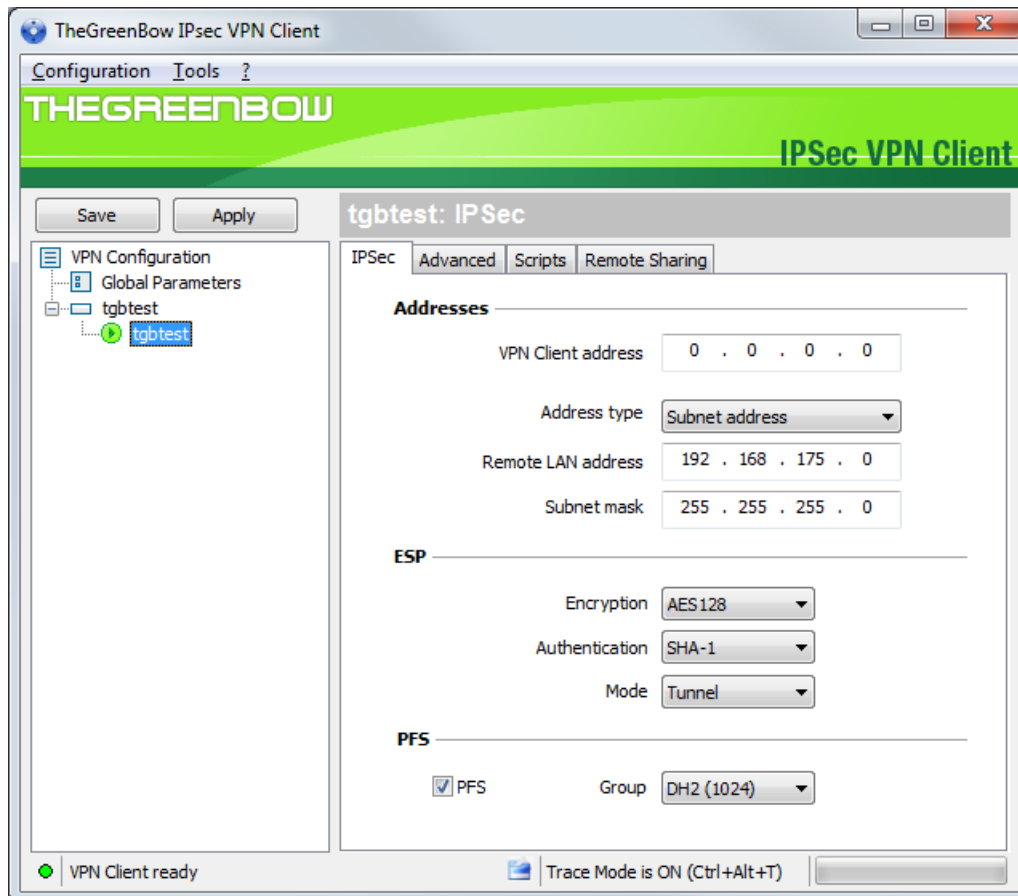 TheGreenBow IPsec VPN Client
Configuration Tools ?
THEGREENBOW
IPSec VPN Client
Save Apply
tgbtest: IPSec
VPN Configuration
Global Parameters
tgbtest
tgbtest
IPSec Advanced Scripts Remote Sharing
Addresses
VPN Client address 0 . 0 . 0 . 0
Address type Subnet address
Remote LAN address 192 . 168 . 175 . 0
Subnet mask 255 . 255 . 255 . 0
ESP
Encryption AES128
Authentication SHA-1
Mode Tunnel
PFS
PFS Group DH2 (1024)
VPN Client ready Trace Mode is ON (Ctrl+Alt+T)